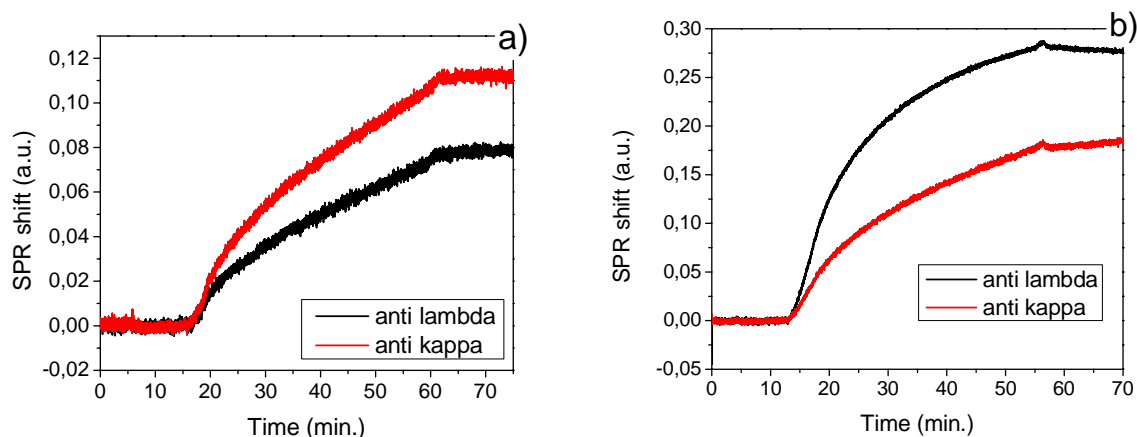 a)
0,12
0,10
0,08
0,06
0,04
0,02
0,00
-0,02
SPR shift (a.u.)
anti lambda
anti kappa
0 10 20 30 40 50 60 70
Time (min.)
b)
0,30
0,25
0,20
0,15
0,10
0,05
0,00
-0,05
SPR shift (a.u.)
anti lambda
anti kappa
0 10 20 30 40 50 60 70
Time (min.)